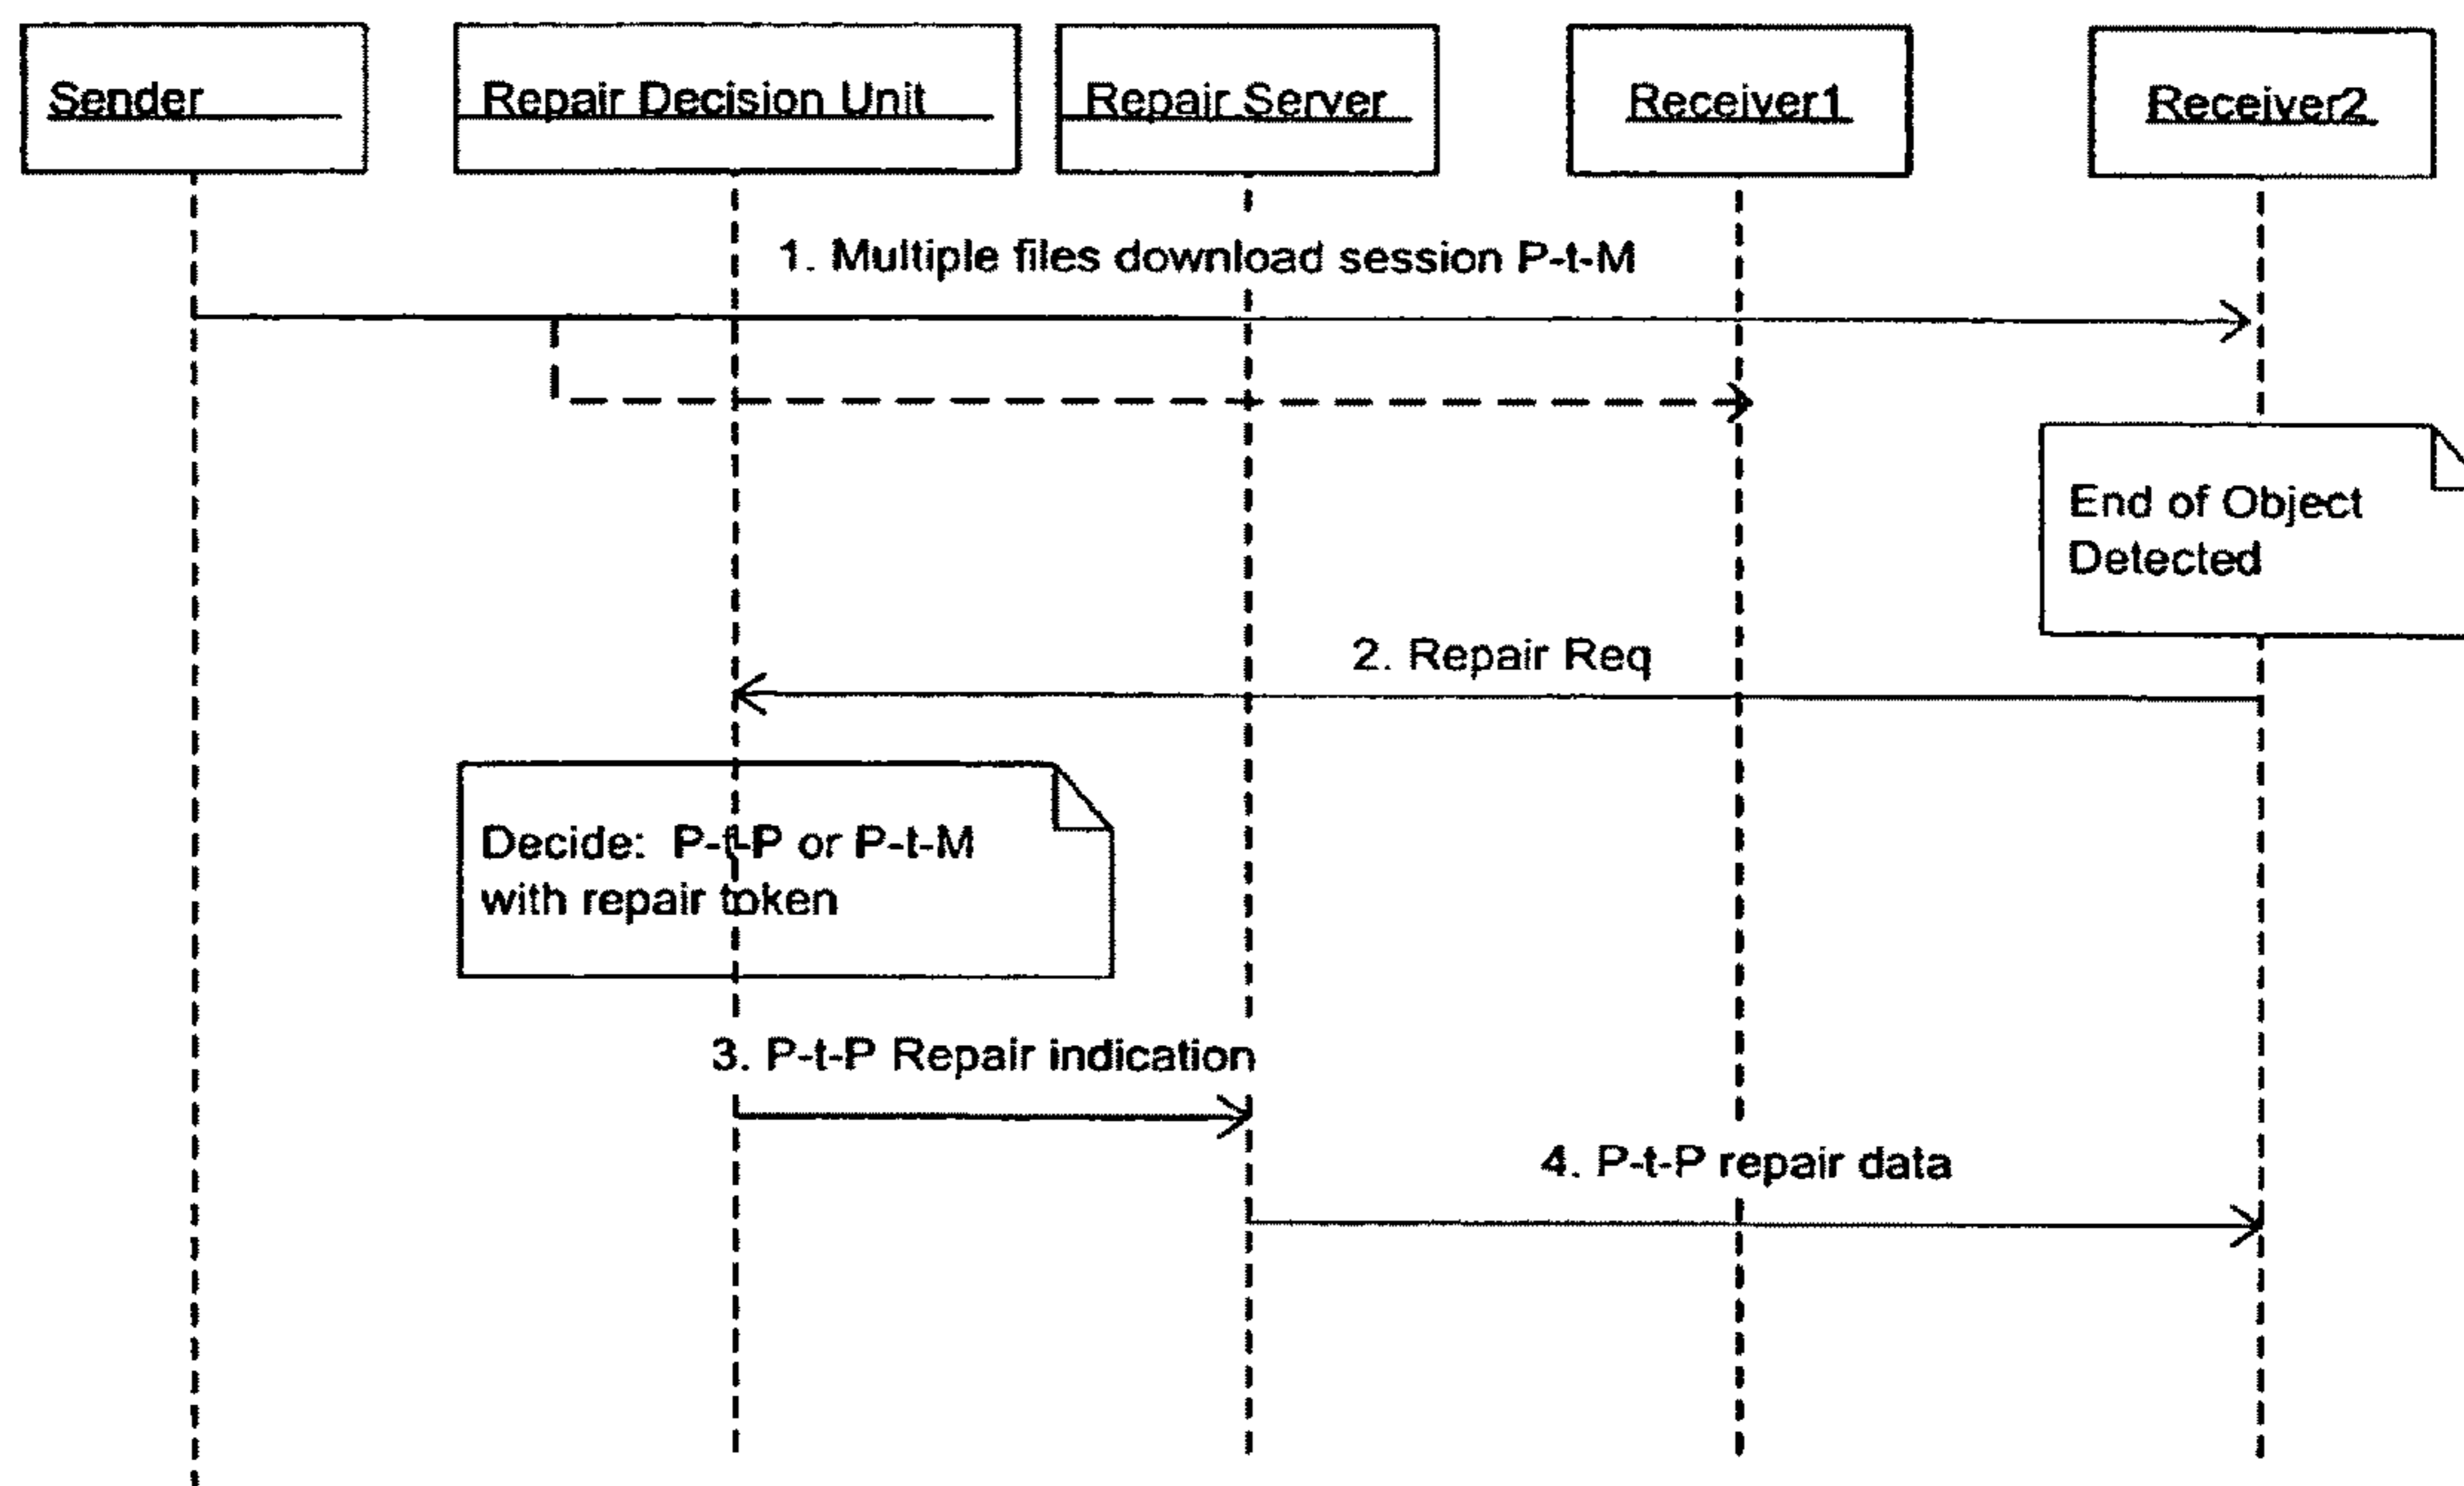 Sender
Repair Decision Unit
Repair Server
Receiver1
Receiver2
1. Multiple files download session P-t-M
End of Object
Detected
2. Repair Req
Decide: P-t-P or P-t-M
with repair token
3. P-t-P Repair indication
4. P-t-P repair data